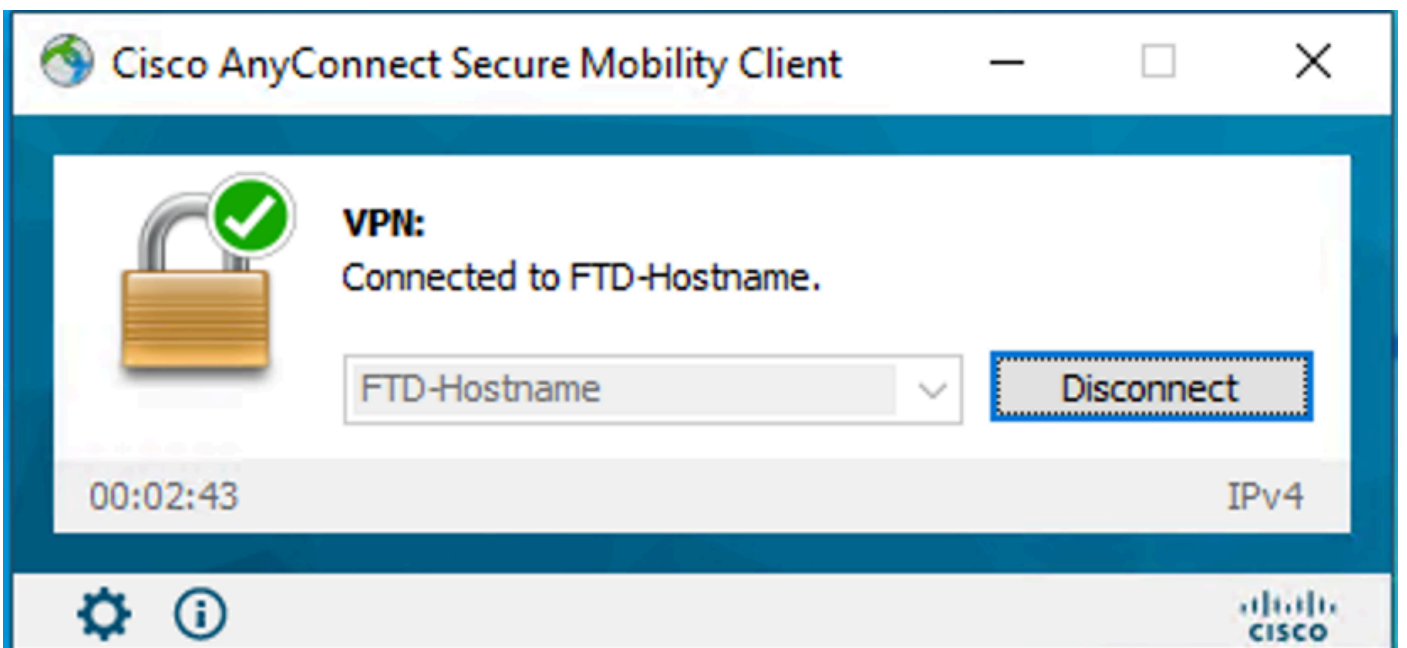 Cisco AnyConnect Secure Mobility Client
VPN:
Connected to FTD-Hostname.
FTD-Hostname
Disconnect
00:02:43
IPv4
CISCO